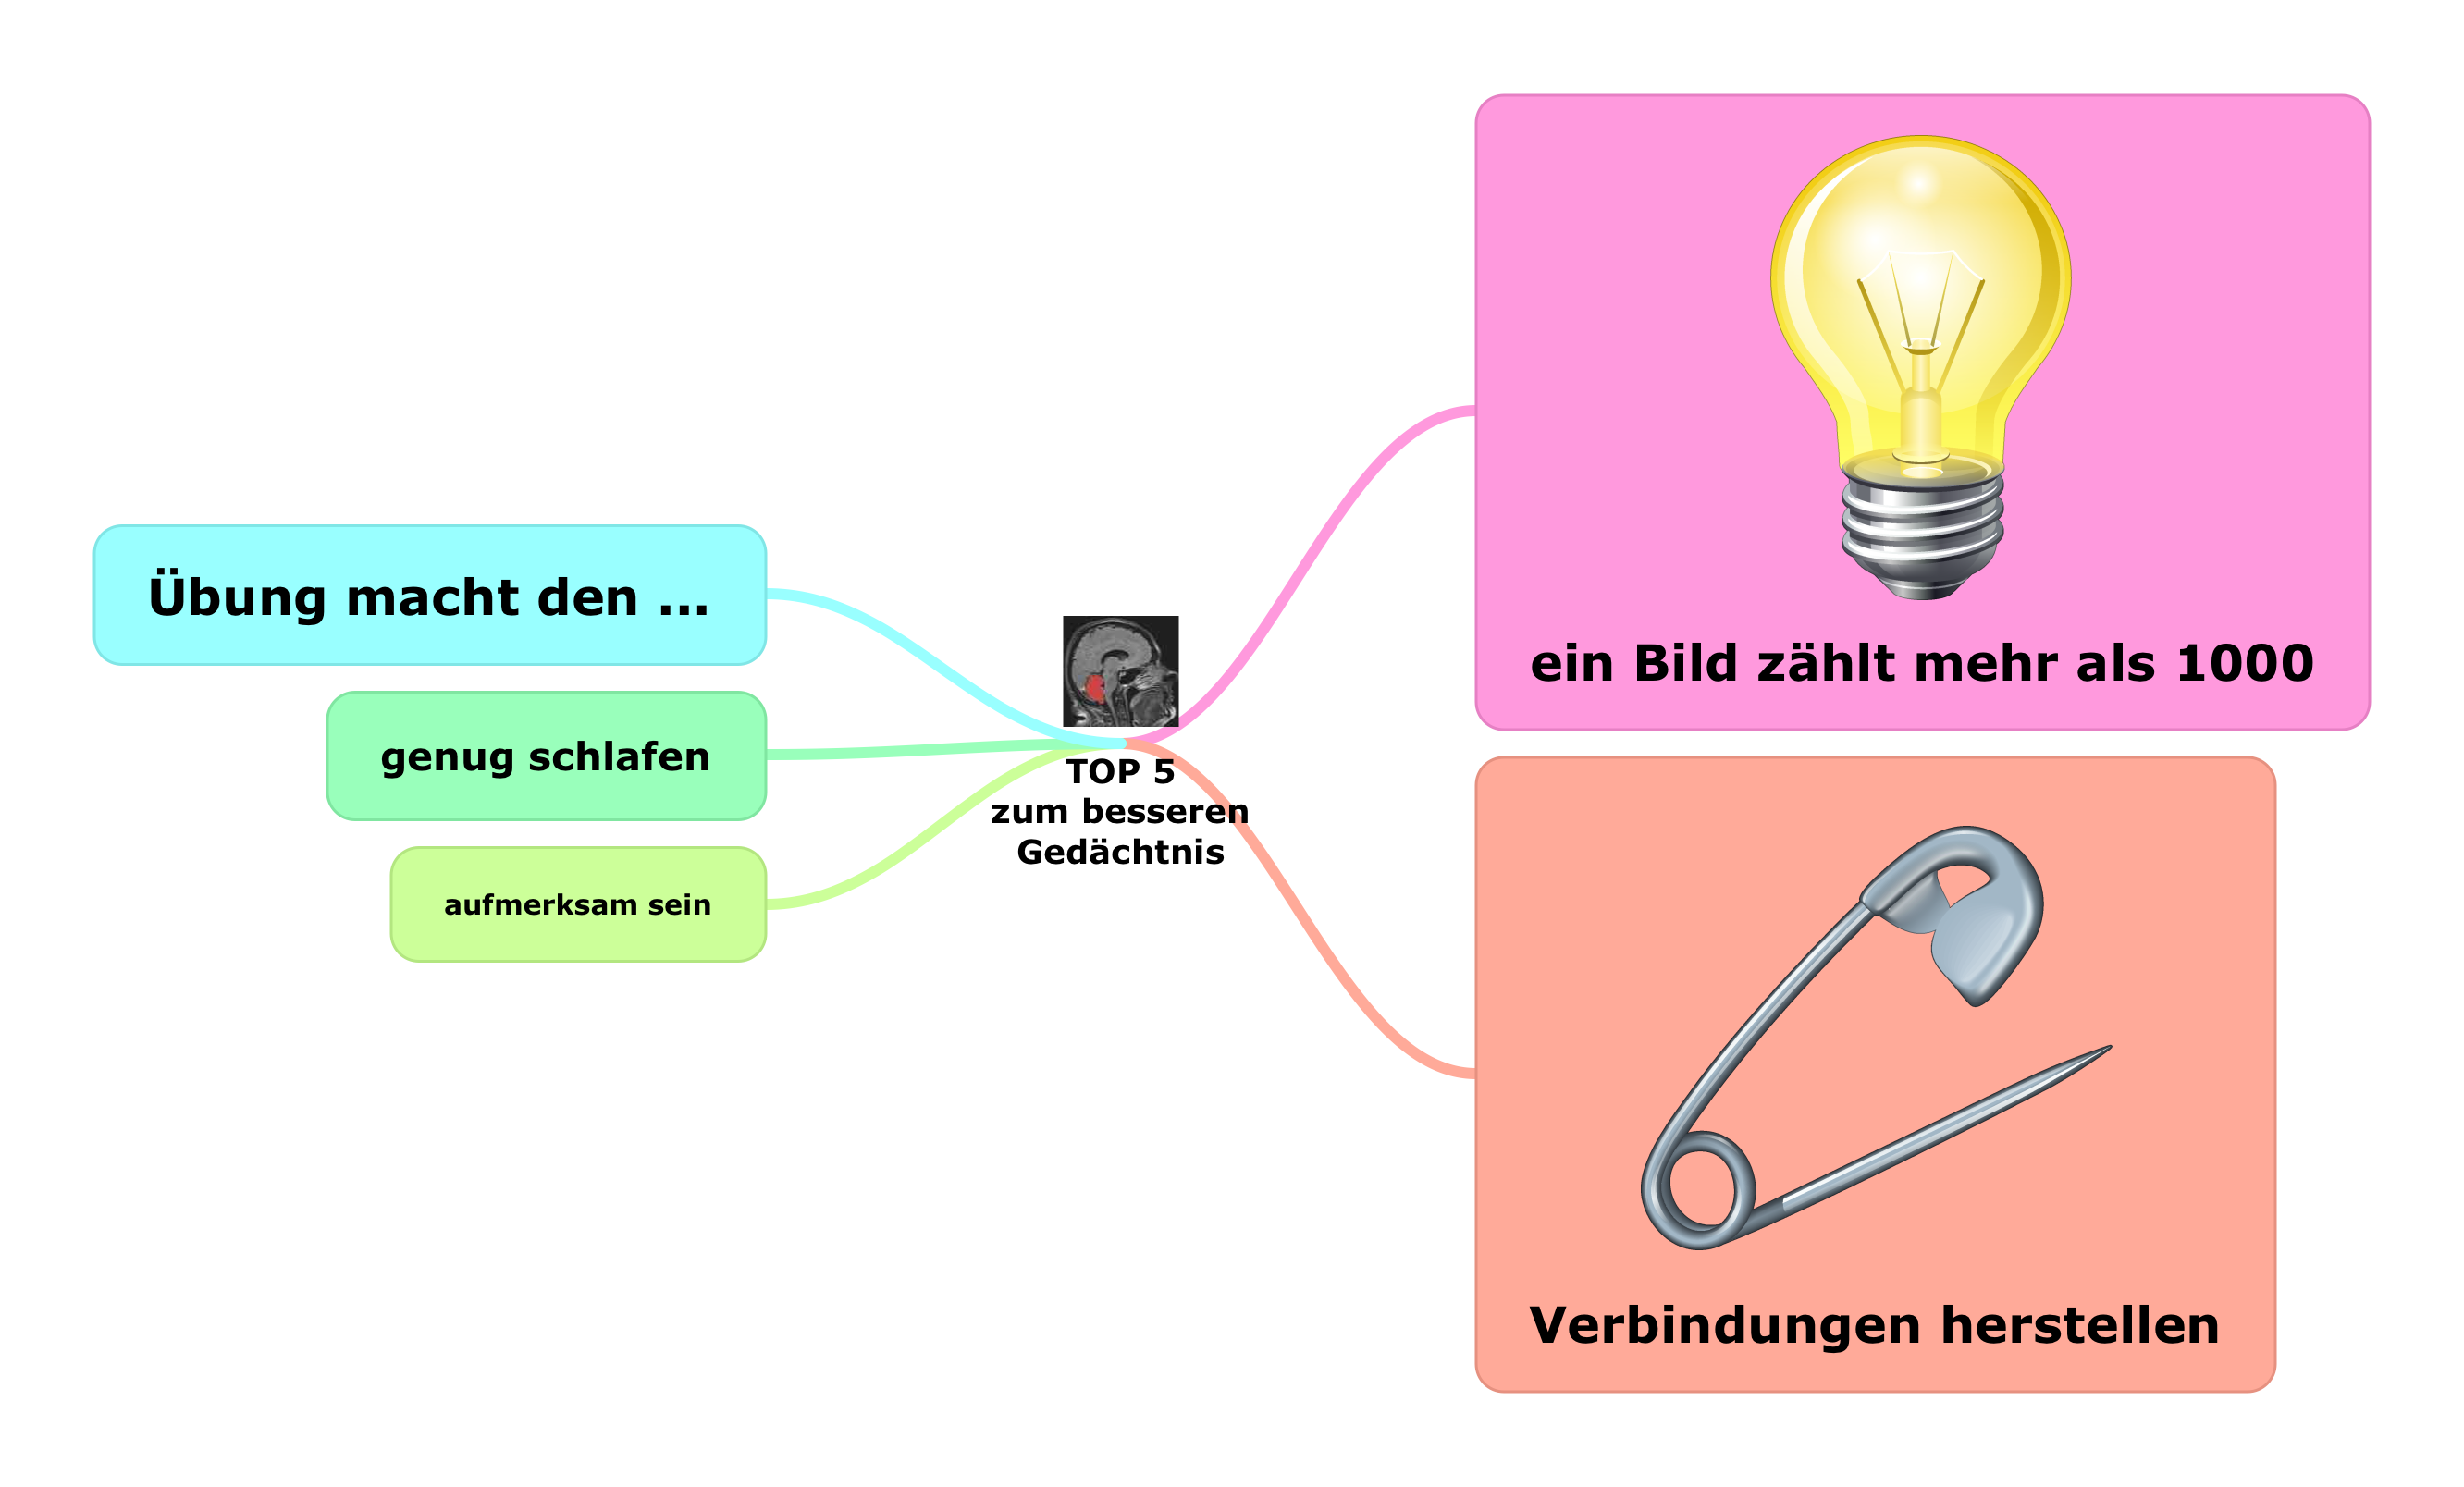 Übung macht den ...
genug schlafen
aufmerksam sein
TOP 5
zum besseren
Gedächtnis
ein Bild zählt mehr als 1000
Verbindungen herstellen